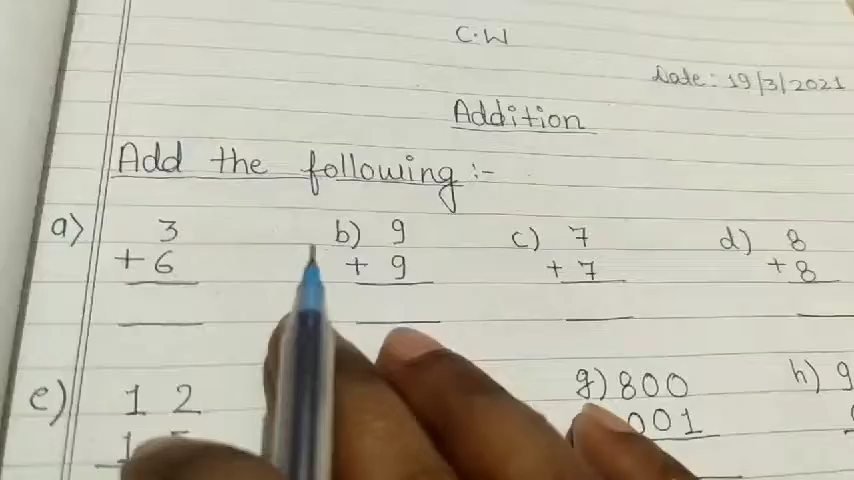 C.W
Date: 19/3/2021
Addition
Add the following:-
a) 3 b) 9 c) 7 d) 8
+ 6 + 9 + 7 + 8
e) 1 2 g) 800 h) 9
1 001